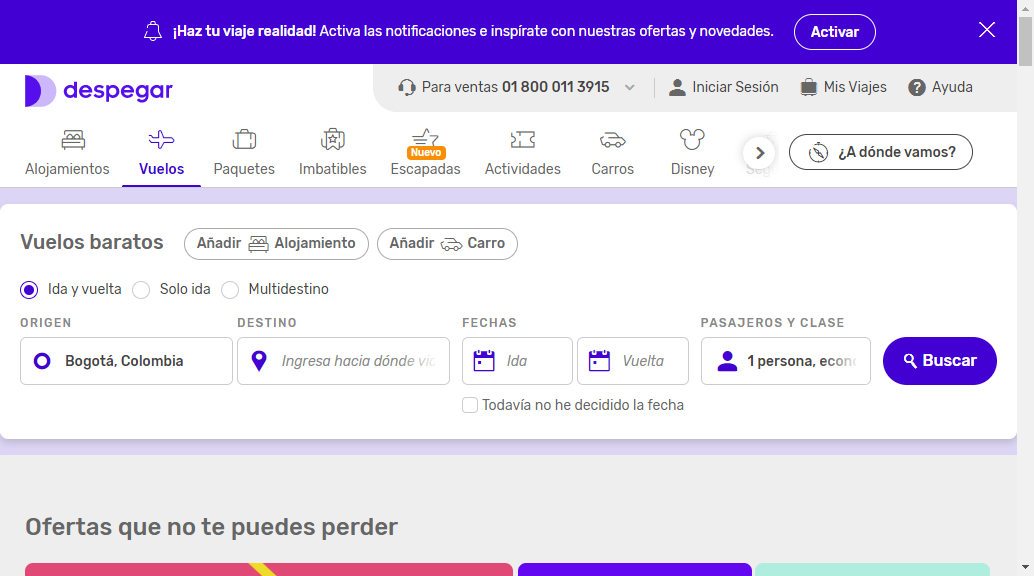 ¡Haz tu viaje realidad! Activa las notificaciones e inspírate con nuestras ofertas y novedades.
Activar
despegar
Para ventas 01 800 011 3915
Iniciar Sesión
Mis Viajes
Ayuda
Alojamientos
Vuelos
Paquetes
Imbatibles
Nuevo
Escapadas
Actividades
Carros
Disney
¿A dónde vamos?
Vuelos baratos
Añadir Alojamiento
Añadir Carro
Ida y vuelta
Solo ida
Multidestino
ORIGEN
DESTINO
FECHAS
PASAJEROS Y CLASE
Bogotá, Colombia
Ingresa hacia dónde
Ida
Vuelta
1 persona,
Buscar
Todavía no he decidido la fecha
Ofertas que no te puedes perder